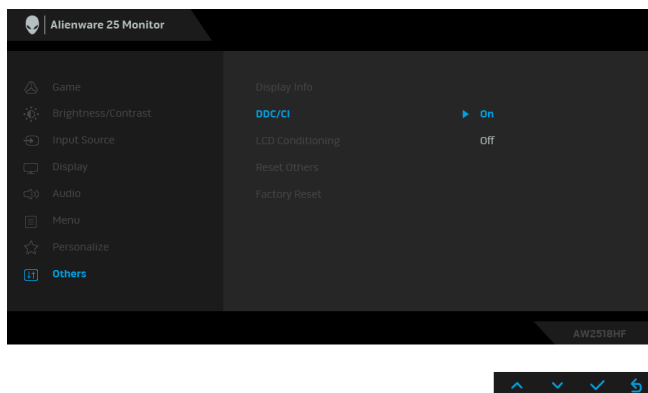 Alienware 25 Monitor
Game
Display Info
Brightness/Contrast
DDC/CI
On
Input Source
LCD Conditioning
Off
Display
Reset Others
Audio
Factory Reset
Menu
Personalize
Others
AW2518HF